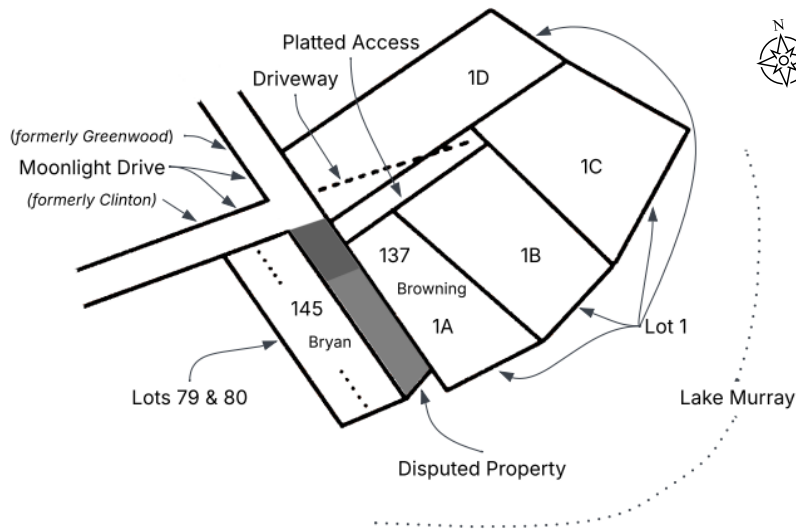 N
Platted Access
Driveway
1D
(formerly Greenwood)
Moonlight Drive
(formerly Clinton)
1C
137
Browning
1A
1B
145
Bryan
Lot 1
Lots 79 & 80
Lake Murray
Disputed Property